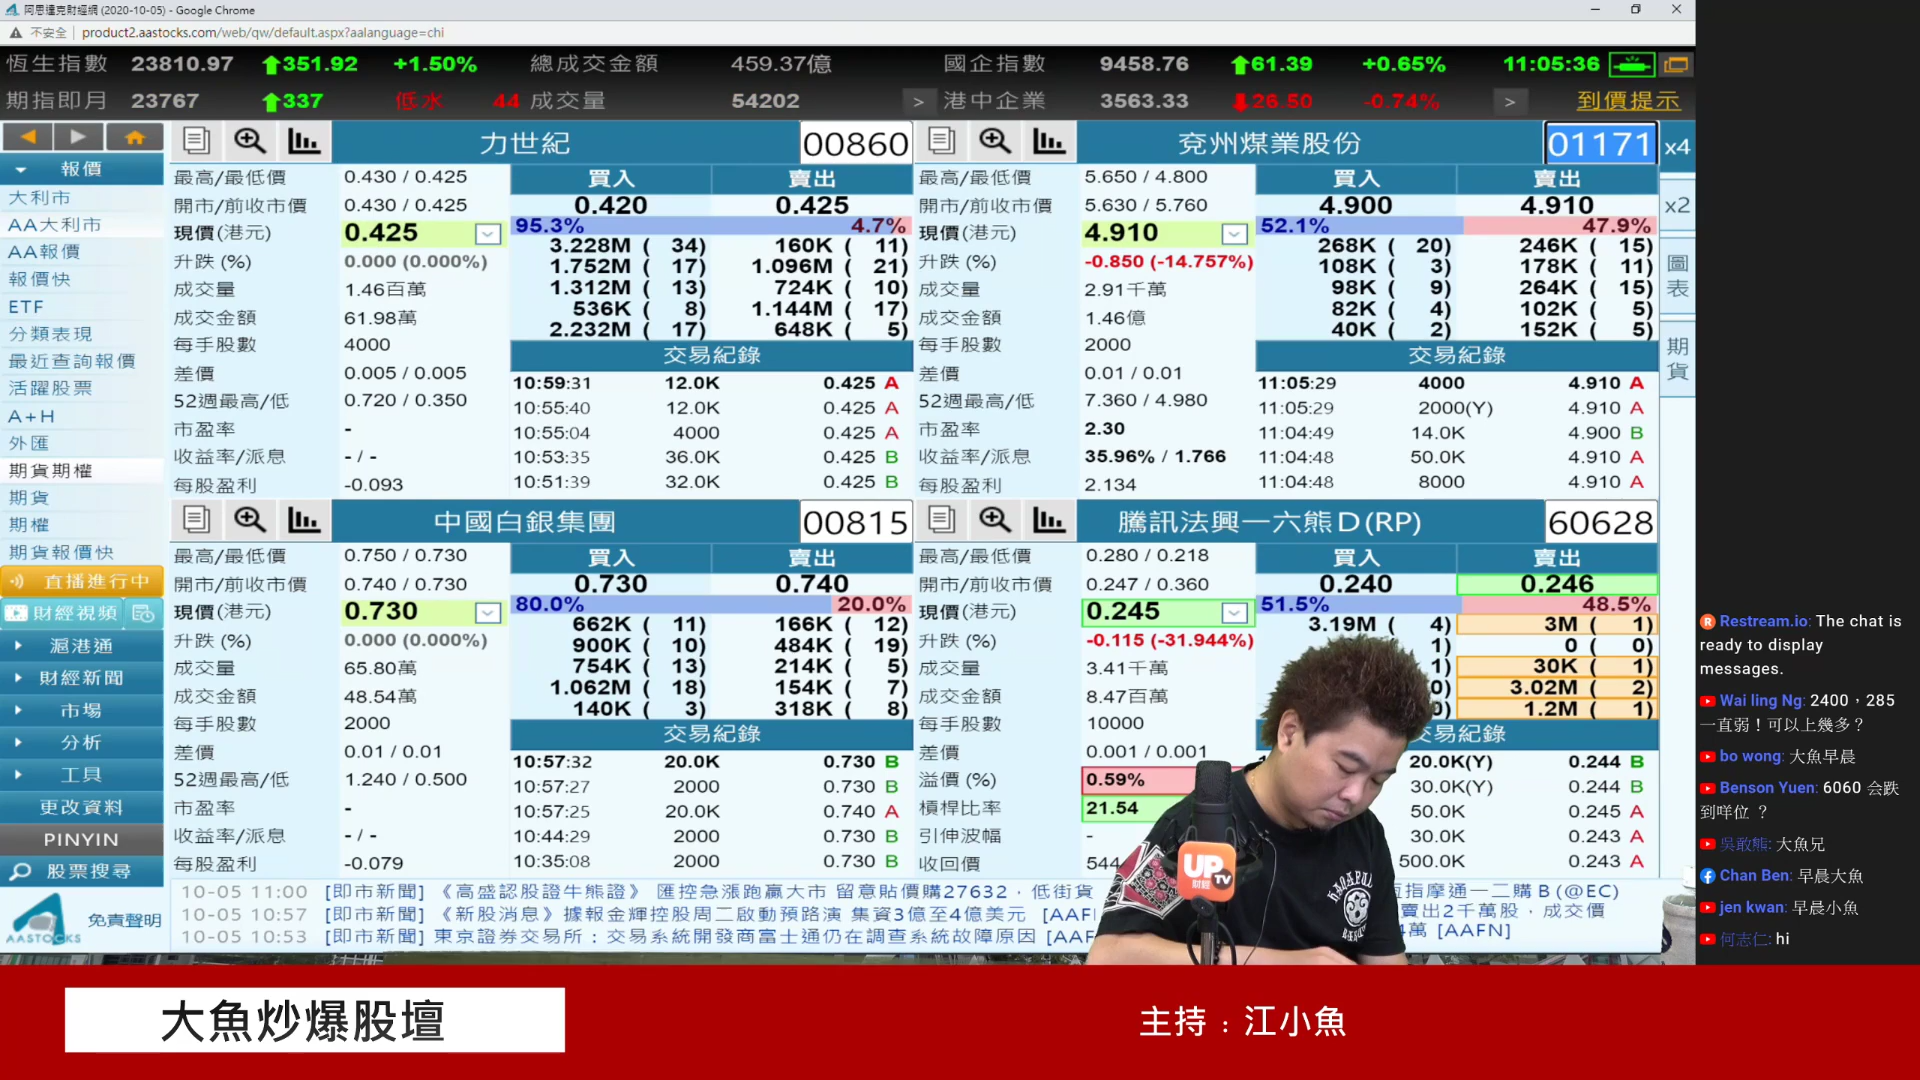 阿思達克財經網 (2020-10-05) - Google Chrome
不安全 | product2.aastocks.com/web/qw/default.aspx?aalanguage=chi
恆生指數 23810.97 351.92 +1.50% 總成交金額 459.37億 國企指數 9458.76 61.39 +0.65% 11:05:36
期指即月 23767 337 低水 44 成交量 54202 > 港中企業 3563.33 26.50 -0.74% > 到價提示
報價
大利市
AA大利市
AA報價
報價快
ETF
分類表現
最近查詢報價
活躍股票
A+H
外匯
期貨期權
期貨
期權
期貨報價快
直播進行中
財經視頻
滬港通
財經新聞
市場
分析
工具
更改資料
PINYIN
股票搜尋
AASTOCKS 免責聲明
力世紀 00860
最高/最低價 0.430 / 0.425
開市/前收市價 0.430 / 0.425
現價(港元) 0.425
升跌 (%) 0.000 (0.000%)
成交量 1.46百萬
成交金額 61.98萬
每手股數 4000
差價 0.005 / 0.005
52週最高/低 0.720 / 0.350
市盈率 -
收益率/派息 - / -
每股盈利 -0.093
買入 賣出
0.420 0.425
95.3% 4.7%
3.228M ( 34) 160K ( 11)
1.752M ( 17) 1.096M ( 21)
1.312M ( 13) 724K ( 10)
536K ( 8) 1.144M ( 17)
2.232M ( 17) 648K ( 5)
交易紀錄
10:59:31 12.0K 0.425 A
10:55:40 12.0K 0.425 A
10:55:04 4000 0.425 A
10:53:35 36.0K 0.425 B
10:51:39 32.0K 0.425 B
兗州煤業股份 01171
最高/最低價 5.650 / 4.800
開市/前收市價 5.630 / 5.760
現價(港元) 4.910
升跌 (%) -0.850 (-14.757%)
成交量 2.91千萬
成交金額 1.46億
每手股數 2000
差價 0.01 / 0.01
52週最高/低 7.360 / 4.980
市盈率 2.30
收益率/派息 35.96% / 1.766
每股盈利 2.134
買入 賣出
4.900 4.910
52.1% 47.9%
268K ( 20) 246K ( 15)
108K ( 3) 178K ( 11)
98K ( 9) 264K ( 15)
82K ( 4) 102K ( 5)
40K ( 2) 152K ( 5)
交易紀錄
11:05:29 4000 4.910 A
11:05:29 2000(Y) 4.910 A
11:04:49 14.0K 4.900 B
11:04:48 50.0K 4.910 A
11:04:48 8000 4.910 A
x4
x2
圖表
期貨
中國白銀集團 00815
最高/最低價 0.750 / 0.730
開市/前收市價 0.740 / 0.730
現價(港元) 0.730
升跌 (%) 0.000 (0.000%)
成交量 65.80萬
成交金額 48.54萬
每手股數 2000
差價 0.01 / 0.01
52週最高/低 1.240 / 0.500
市盈率 -
收益率/派息 - / -
每股盈利 -0.079
買入 賣出
0.730 0.740
80.0% 20.0%
662K ( 11) 166K ( 12)
900K ( 10) 484K ( 19)
754K ( 13) 214K ( 5)
1.062M ( 18) 154K ( 7)
140K ( 3) 318K ( 8)
交易紀錄
10:57:32 20.0K 0.730 B
10:57:27 2000 0.730 B
10:57:25 20.0K 0.740 A
10:44:29 2000 0.730 B
10:35:08 2000 0.730 B
騰訊法興一六熊D(RP) 60628
最高/最低價 0.280 / 0.218
開市/前收市價 0.247 / 0.360
現價(港元) 0.245
升跌 (%) -0.115 (-31.944%)
成交量 3.41千萬
成交金額 8.47百萬
每手股數 10000
差價 0.001 / 0.001
溢價 (%) 0.59%
槓桿比率 21.54
引伸波幅 -
收回價 544
買入 賣出
0.240 0.246
51.5% 48.5%
3.19M ( 4) 3M ( 1)
1) 0 ( 0)
1) 30K ( 1)
0) 3.02M ( 2)
0) 1.2M ( 1)
交易紀錄
20.0K(Y) 0.244 B
30.0K(Y) 0.244 B
50.0K 0.245 A
30.0K 0.243 A
500.0K 0.243 A
10-05 11:00 [即市新聞] 《高盛認股證牛熊證》 匯控急漲跑贏大市 留意貼價購27632，低街貨 恆指摩通一二購B(@EC)
10-05 10:57 [即市新聞] 《新股消息》據報金輝控股周二啟動預路演 集資3億至4億美元 [AAFN 賣出2千萬股，成交價
10-05 10:53 [即市新聞] 東京證券交易所：交易系統開發商富士通仍在調查系統故障原因 [AAF 4萬 [AAFN]
UP TV 財經
Restream.io: The chat is
ready to display
messages.
Wai ling Ng: 2400，285
一直弱！可以上幾多？
bo wong: 大魚早晨
Benson Yuen: 6060 会跌
到咩位 ？
吳敢熊: 大魚兄
Chan Ben: 早晨大魚
jen kwan: 早晨小魚
何志仁: hi
大魚炒爆股壇
主持：江小魚